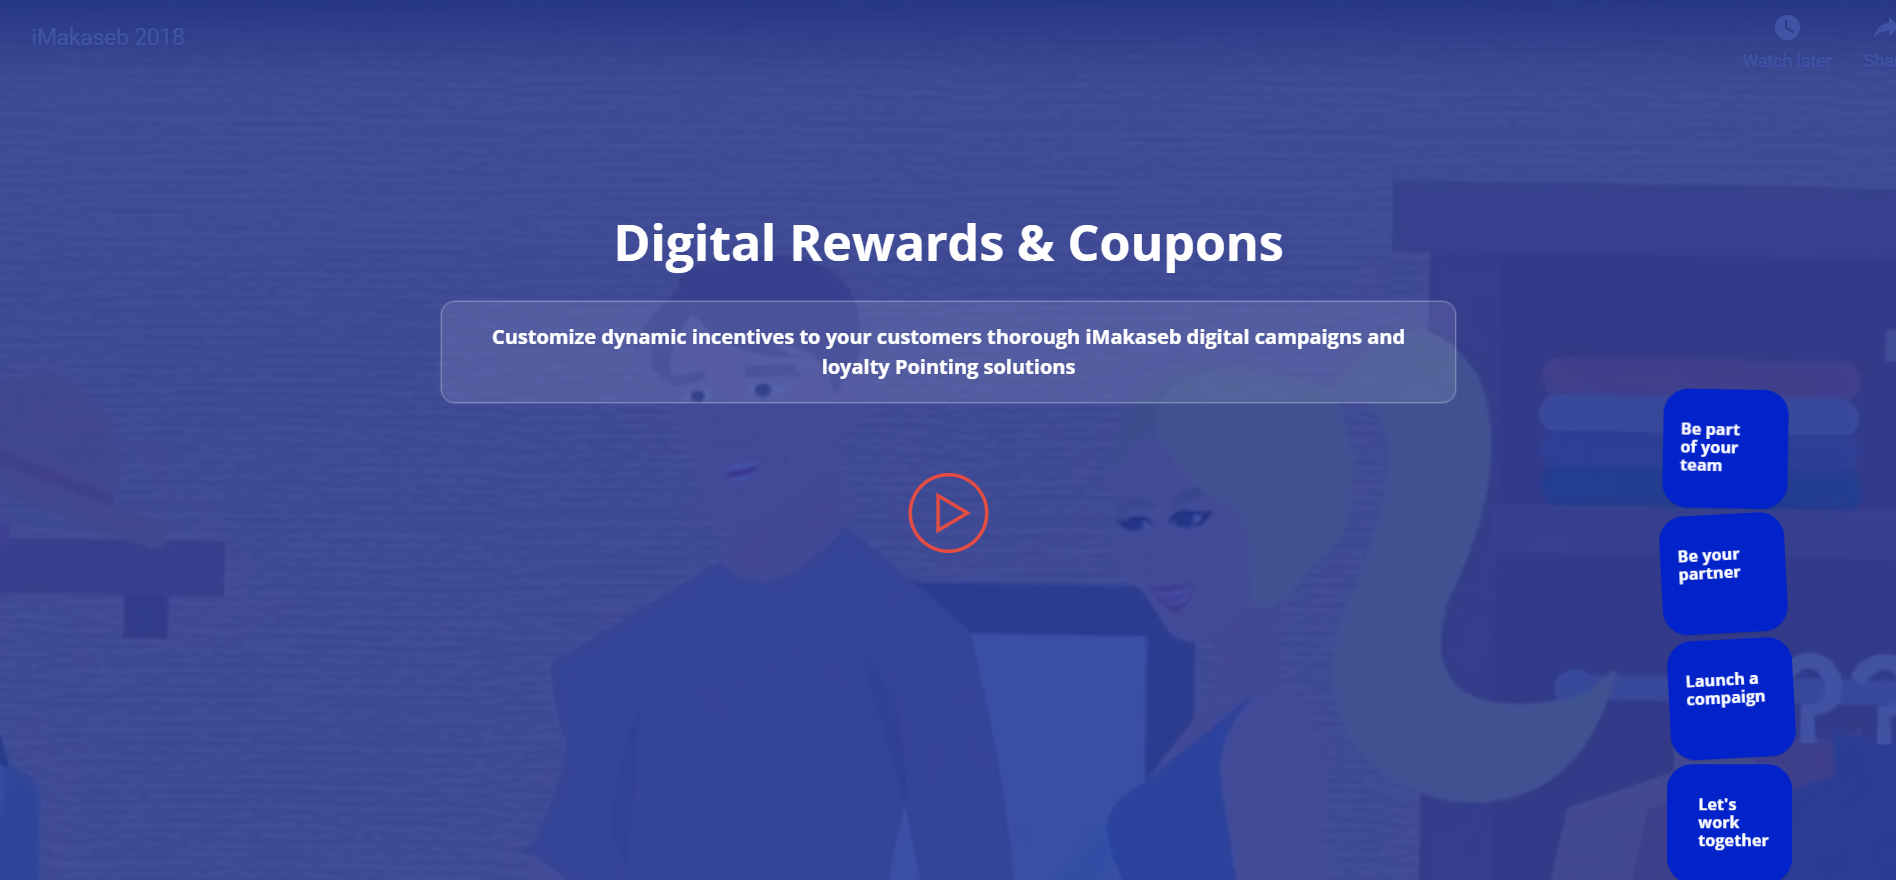 iMakaseb 2018
Watch later
Digital Rewards & Coupons
Customize dynamic incentives to your customers thorough iMakaseb digital campaigns and
loyalty Pointing solutions
Be part
of your
team
Be your
partner
Launch a
compaign
Let's
work
together